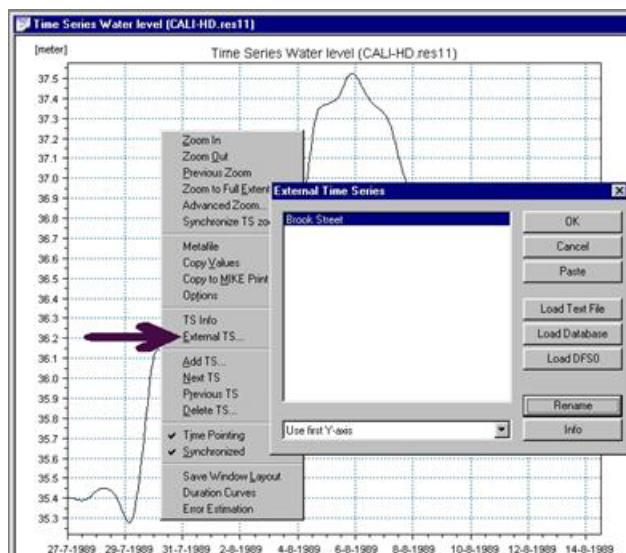 Time Series Water level (CALI-HD.res11)
[meter]
Time Series Water level (CALI-HD.res11)
37.5
37.4
37.3
37.2
37.1
37.0
36.9
36.8
36.7
36.6
36.5
36.4
36.3
36.2
36.1
36.0
35.9
35.8
35.7
35.6
35.5
35.4
35.3
27-7-1989 29-7-1989 31-7-1989 2-8-1989 4-8-1989 6-8-1989 8-8-1989 10-8-1989 12-8-1989 14-8-1989
Zoom In
Zoom Out
Previous Zoom
Zoom to Full Extent
Advanced Zoom...
Synchronize TS zo
Metafile
Copy Values
Copy to MIKE Print
Options
TS Info
External TS...
Add TS...
Next TS
Previous TS
Delete TS...
Time Pointing
Synchronized
Save Window Layout
Duration Curves
Error Estimation
External Time Series
Brook Street
Use first Y-axis
OK
Cancel
Paste
Load Text File
Load Database
Load DFS0
Rename
Info